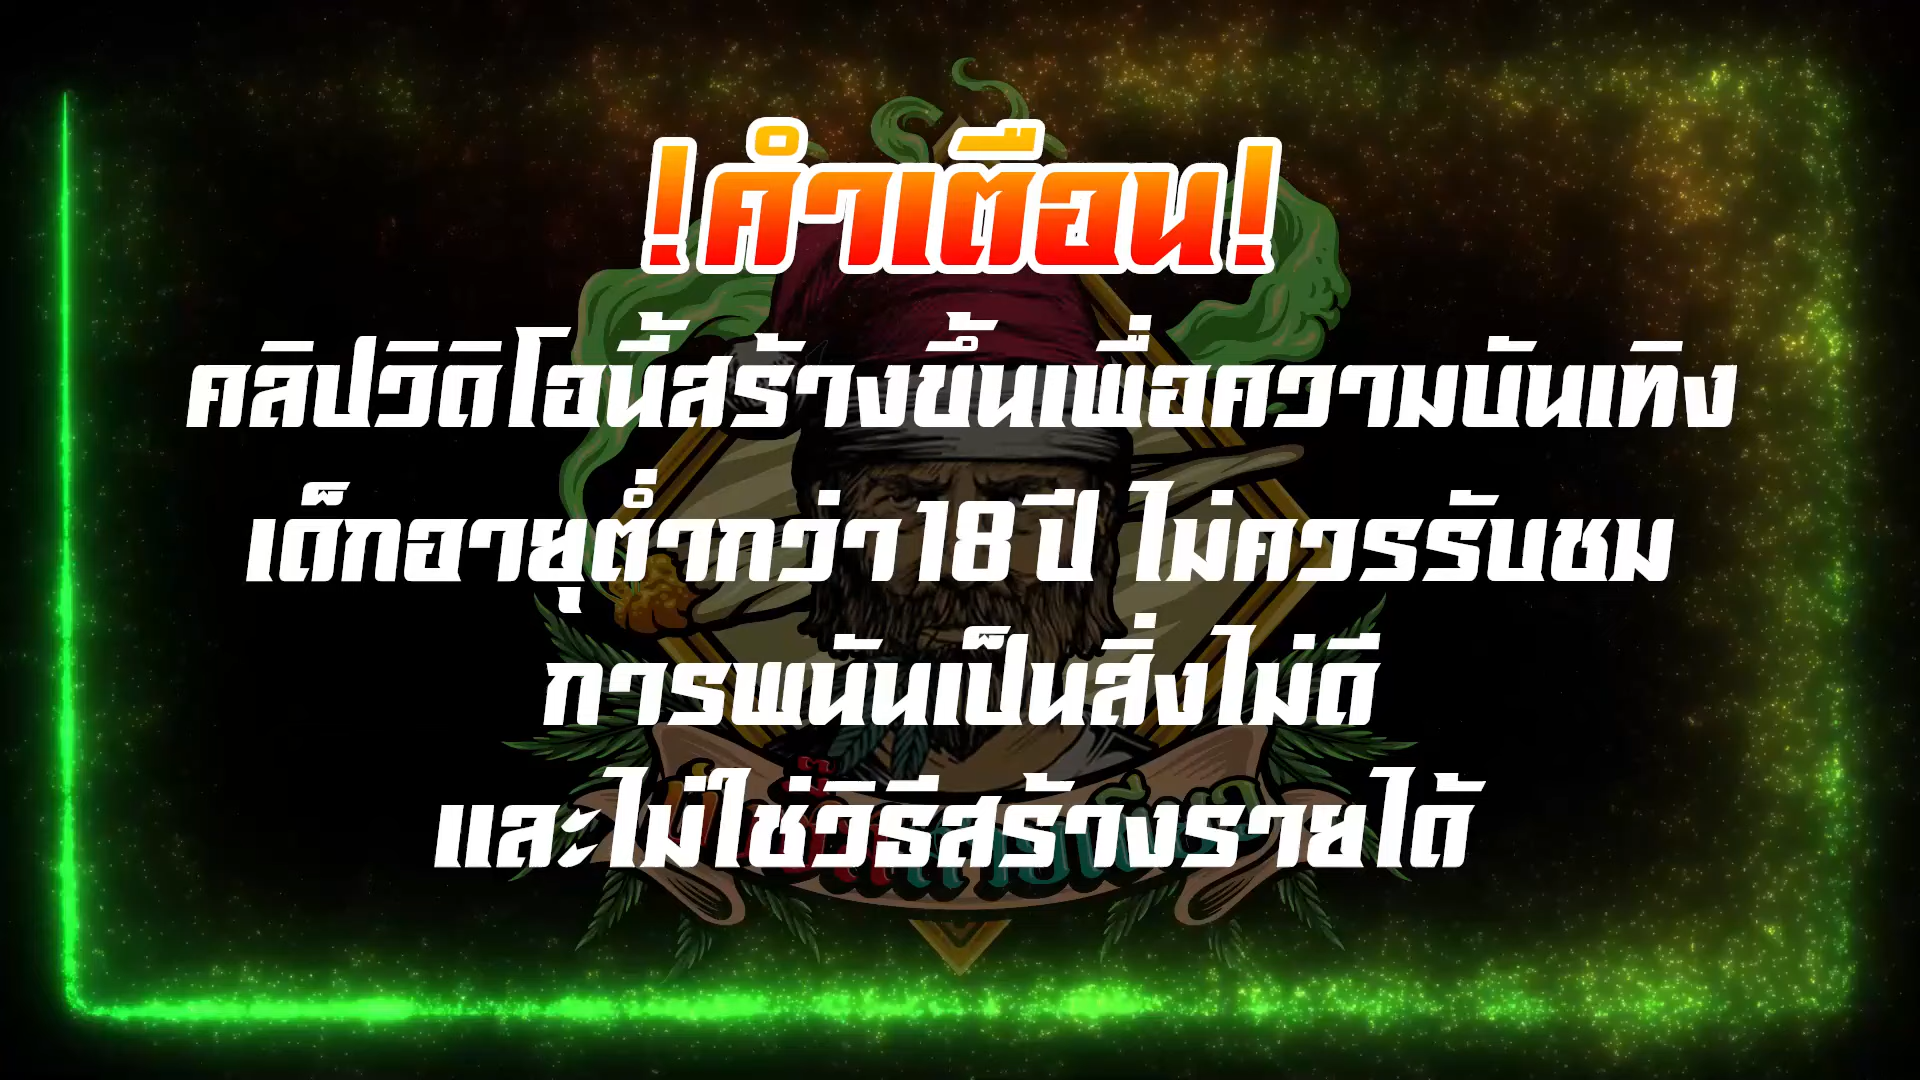 !คำเตือน!
คลิปวิดิโอนี้สร้างขึ้นเพื่อความบันเทิง
เด็กอายุต่ำกว่า 18 ปี ไม่ควรรับชม
การพนันเป็นสิ่งไม่ดี
และไม่ใช่วิธีสร้างรายได้